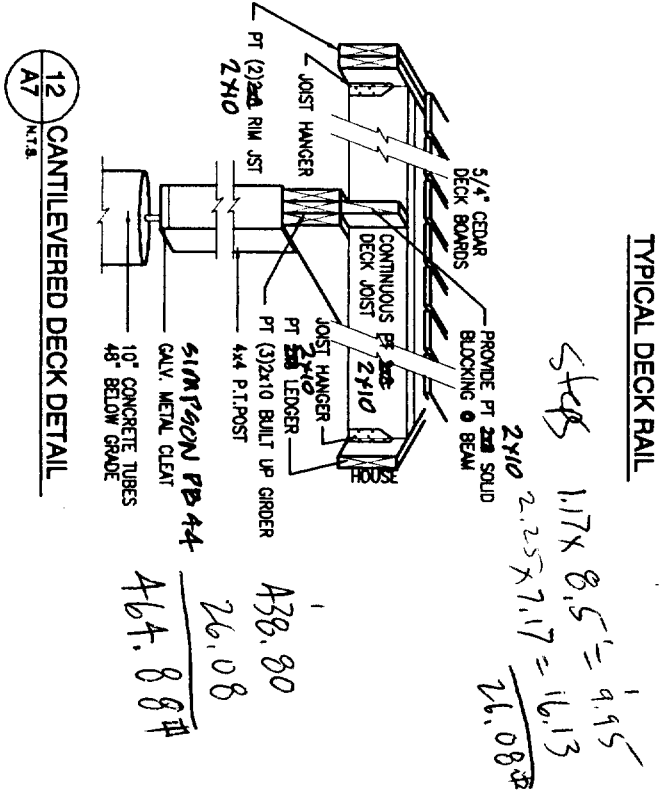 TYPICAL DECK RAIL
Steps 1.17 x 8.5' = 9.95
2.25 x 7.17 = 16.13
26.08#
5/4" CEDAR
DECK BOARDS
PROVIDE PT SOLID
2x10
BLOCKING @ BEAM
CONTINUOUS PT
DECK JOIST 2x10
JOIST HANGER
PT (2) RIM JST
2x10
JOIST HANGER
2x10
PT LEDGER
HOUSE
PT (3)2x10 BUILT UP GIRDER
4x4 P.T.POST
SIMPSON PB44
GALV. METAL CLEAT
10" CONCRETE TUBES
48" BELOW GRADE
438.80
26.08
464.88#
12
A7
CANTILEVERED DECK DETAIL
N.T.S.